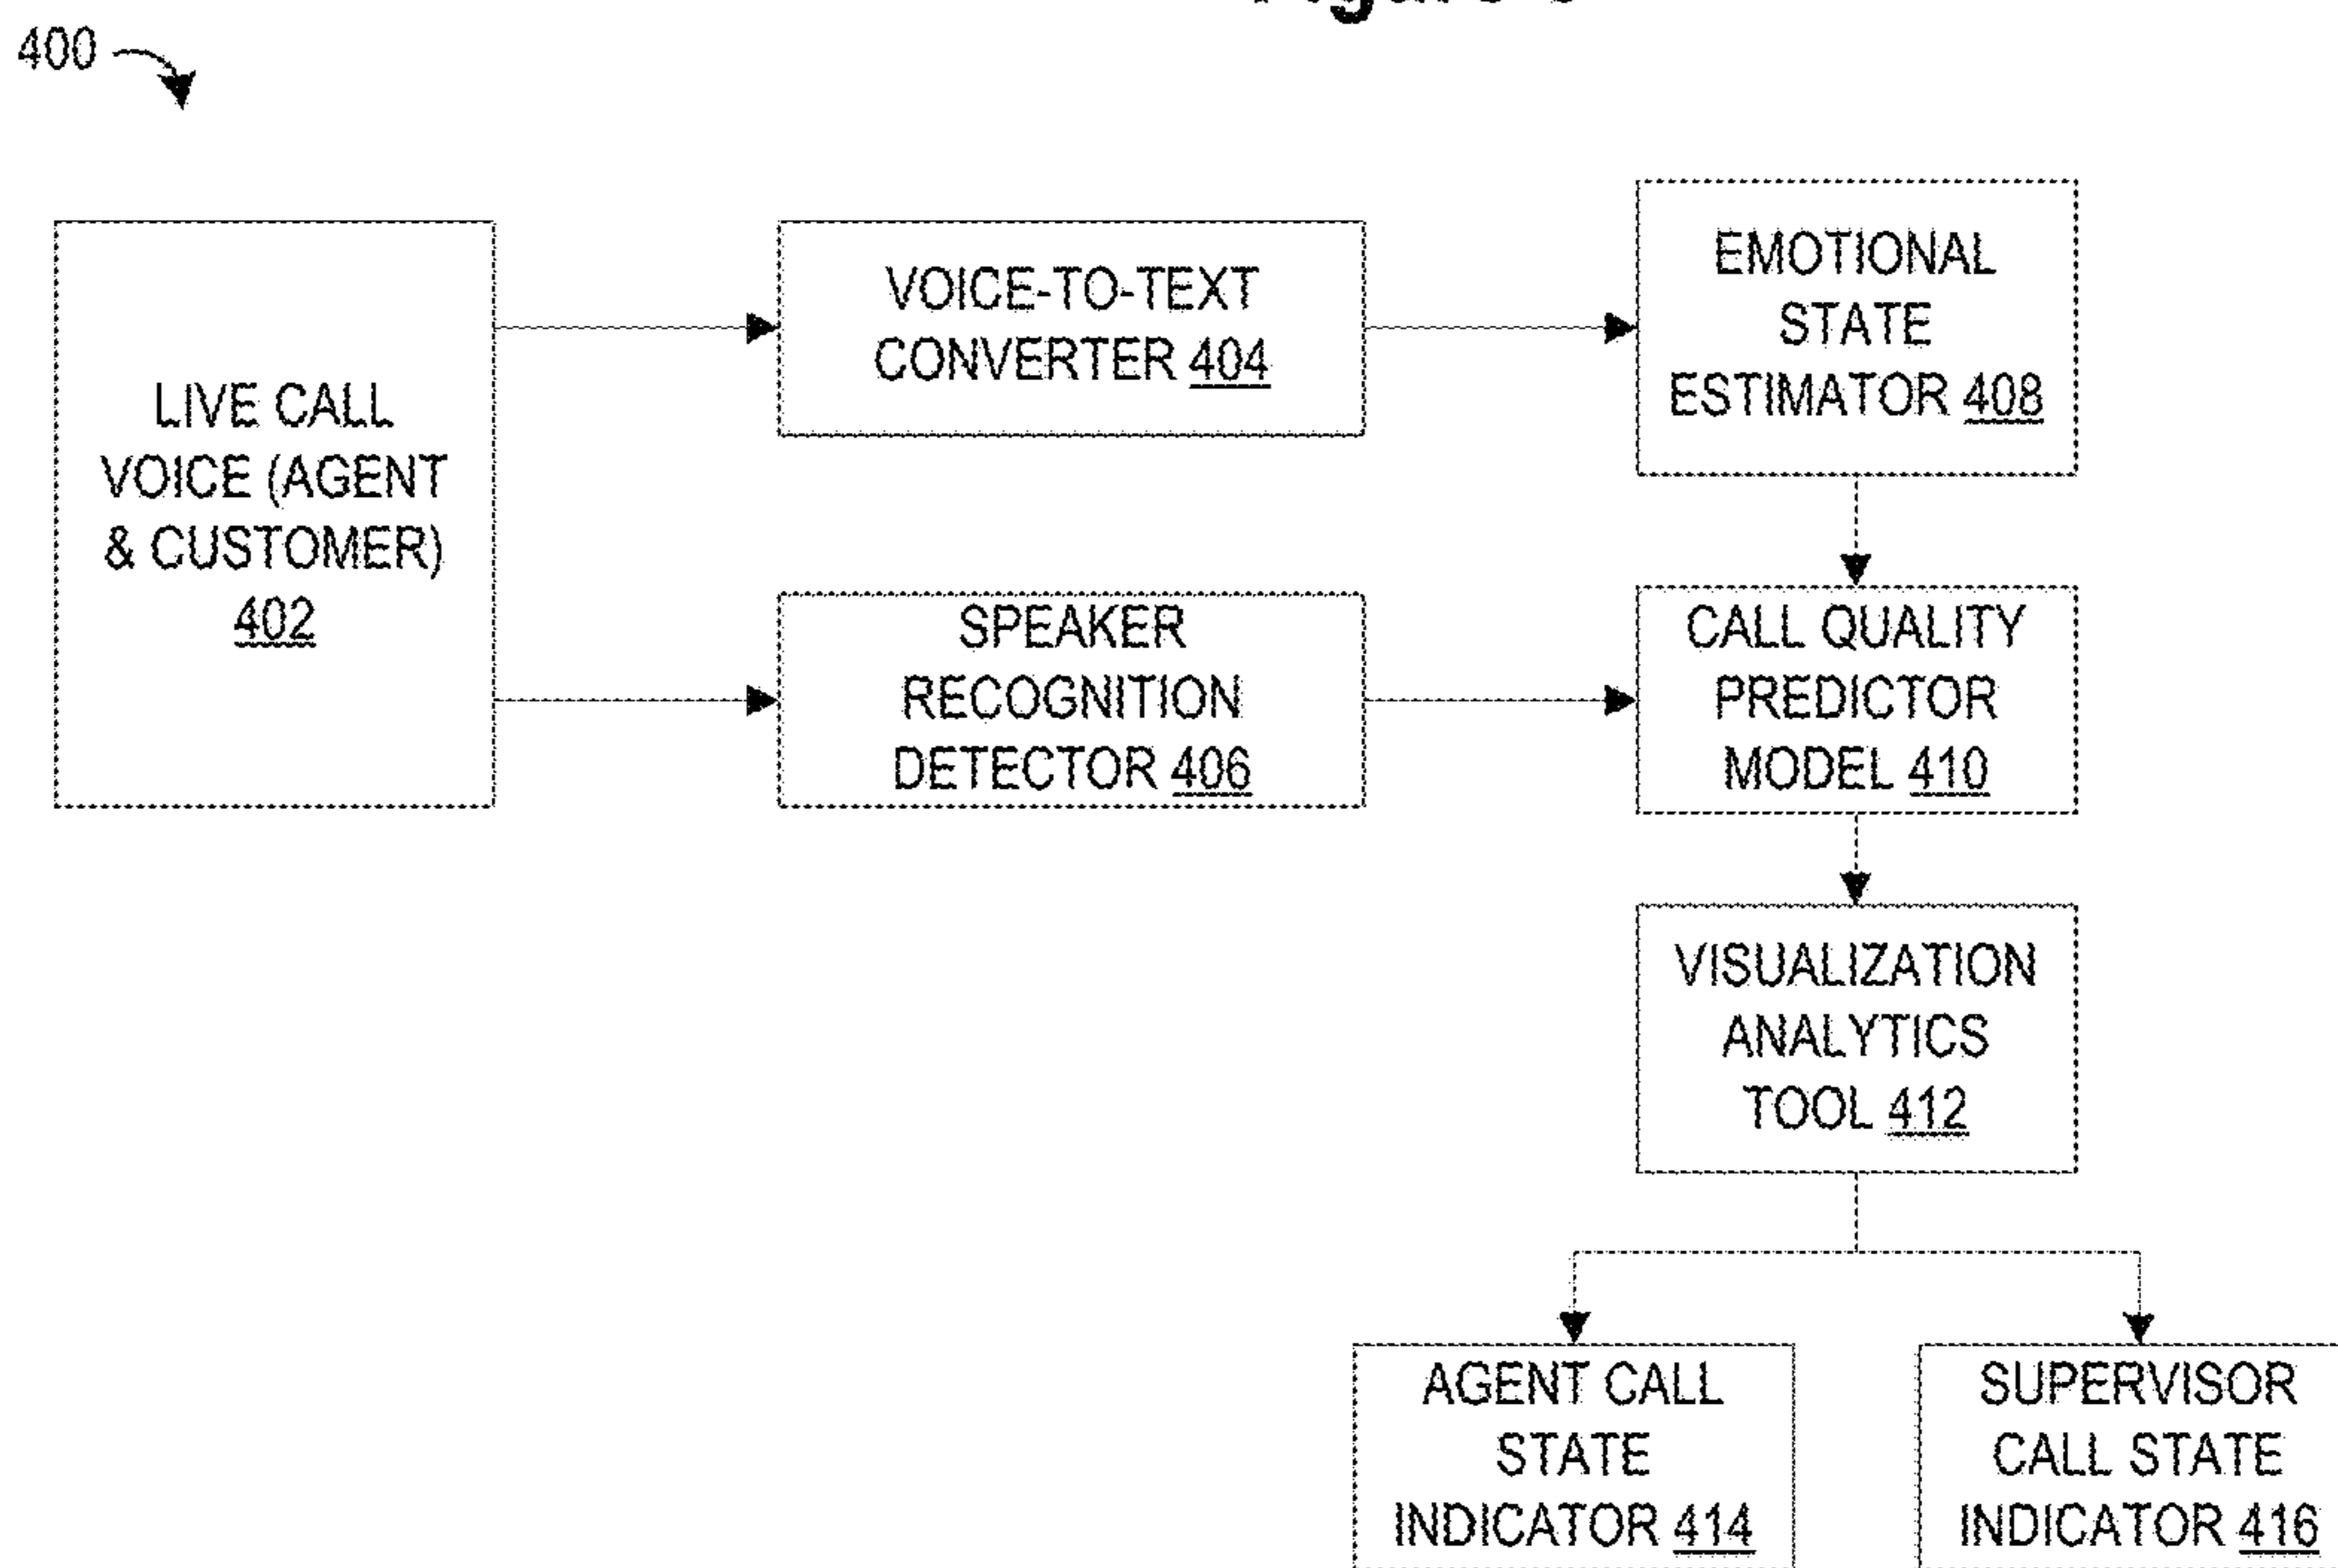 400
LIVE CALL
VOICE (AGENT
& CUSTOMER)
402
VOICE-TO-TEXT
CONVERTER 404
SPEAKER
RECOGNITION
DETECTOR 406
EMOTIONAL
STATE
ESTIMATOR 408
CALL QUALITY
PREDICTOR
MODEL 410
VISUALIZATION
ANALYTICS
TOOL 412
AGENT CALL
STATE
INDICATOR 414
SUPERVISOR
CALL STATE
INDICATOR 416